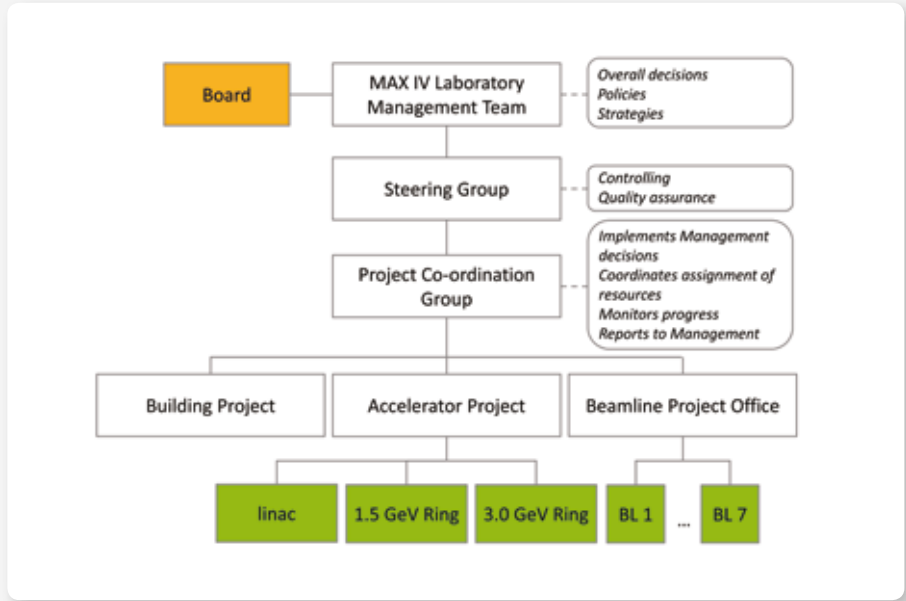 Board
MAX IV Laboratory
Management Team
Overall decisions
Policies
Strategies
Steering Group
Controlling
Quality assurance
Project Co-ordination
Group
Implements Management
decisions
Coordinates assignment of
resources
Monitors progress
Reports to Management
Building Project
Accelerator Project
Beamline Project Office
linac
1.5 GeV Ring
3.0 GeV Ring
BL 1
...
BL 7